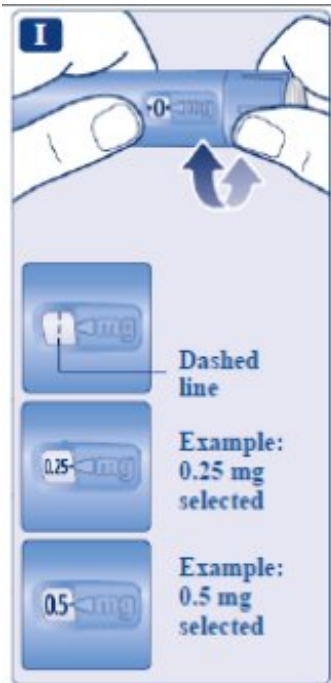 I
0 mg
mg
Dashed
line
0.25 mg
Example:
0.25 mg
selected
0.5 mg
Example:
0.5 mg
selected